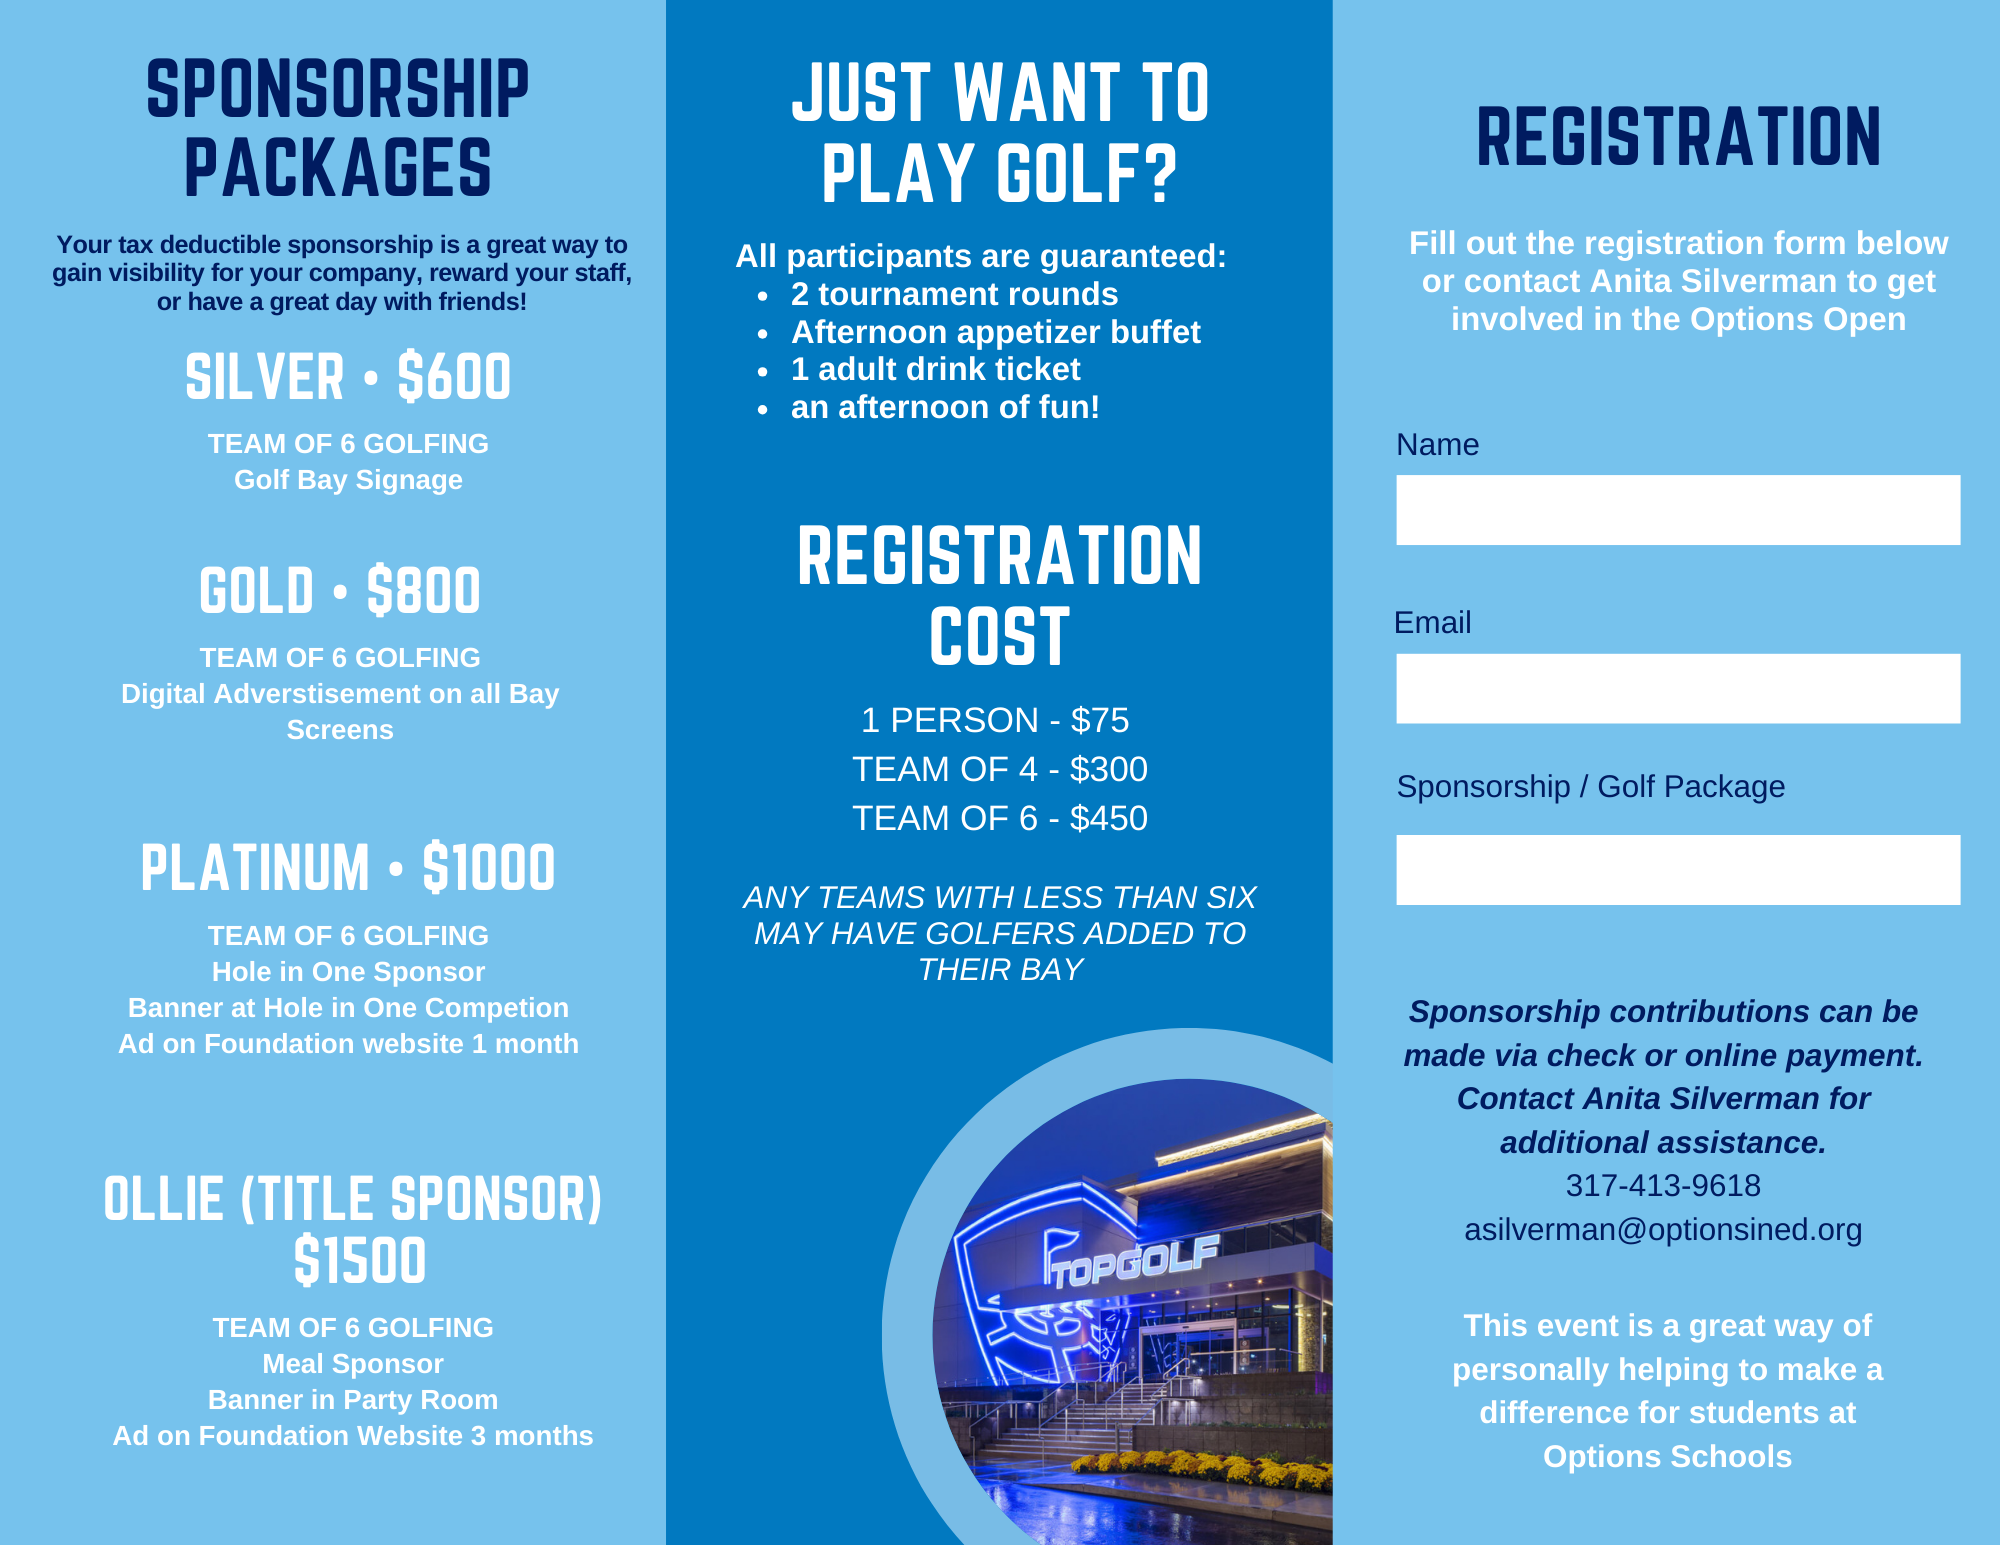 SPONSORSHIP
PACKAGES
Your tax deductible sponsorship is a great way to
gain visibility for your company, reward your staff,
or have a great day with friends!
SILVER • $600
TEAM OF 6 GOLFING
Golf Bay Signage
GOLD • $800
TEAM OF 6 GOLFING
Digital Adverstisement on all Bay
Screens
PLATINUM • $1000
TEAM OF 6 GOLFING
Hole in One Sponsor
Banner at Hole in One Competion
Ad on Foundation website 1 month
OLLIE (TITLE SPONSOR)
$1500
TEAM OF 6 GOLFING
Meal Sponsor
Banner in Party Room
Ad on Foundation Website 3 months
JUST WANT TO
PLAY GOLF?
All participants are guaranteed:
• 2 tournament rounds
• Afternoon appetizer buffet
• 1 adult drink ticket
• an afternoon of fun!
REGISTRATION
COST
1 PERSON - $75
TEAM OF 4 - $300
TEAM OF 6 - $450
ANY TEAMS WITH LESS THAN SIX
MAY HAVE GOLFERS ADDED TO
THEIR BAY
TOPGOLF
REGISTRATION
Fill out the registration form below
or contact Anita Silverman to get
involved in the Options Open
Name
Email
Sponsorship / Golf Package
Sponsorship contributions can be
made via check or online payment.
Contact Anita Silverman for
additional assistance.
317-413-9618
asilverman@optionsined.org
This event is a great way of
personally helping to make a
difference for students at
Options Schools